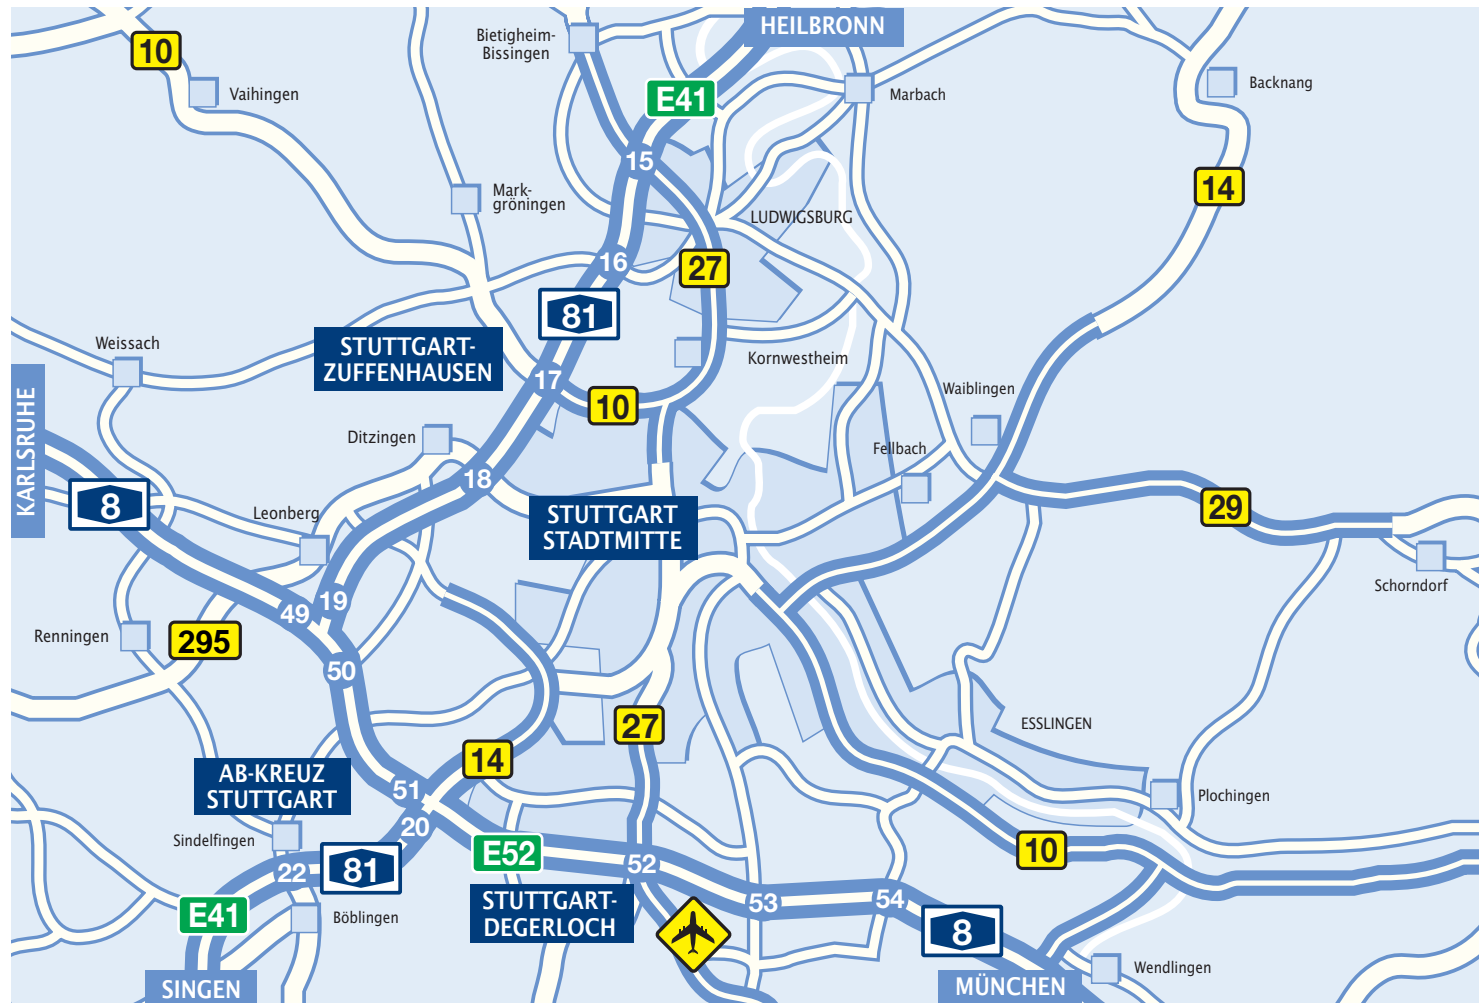 HEILBRONN
Bietigheim-
Bissingen
10
Vaihingen
E41
Marbach
Backnang
15
14
Mark-
gröningen
LUDWIGSBURG
16
27
81
Weissach
STUTTGART-
ZUFFENHAUSEN
Kornwestheim
17
10
Waiblingen
KARLSRUHE
Ditzingen
Fellbach
18
8
Leonberg
STUTTGART
STADTMITTE
29
Schorndorf
49
19
Renningen
295
50
27
ESSLINGEN
14
AB-KREUZ
STUTTGART
51
Plochingen
20
Sindelfingen
E52
10
22
81
52
E41
Böblingen
STUTTGART-
DEGERLOCH
53
54
8
Wendlingen
SINGEN
MÜNCHEN